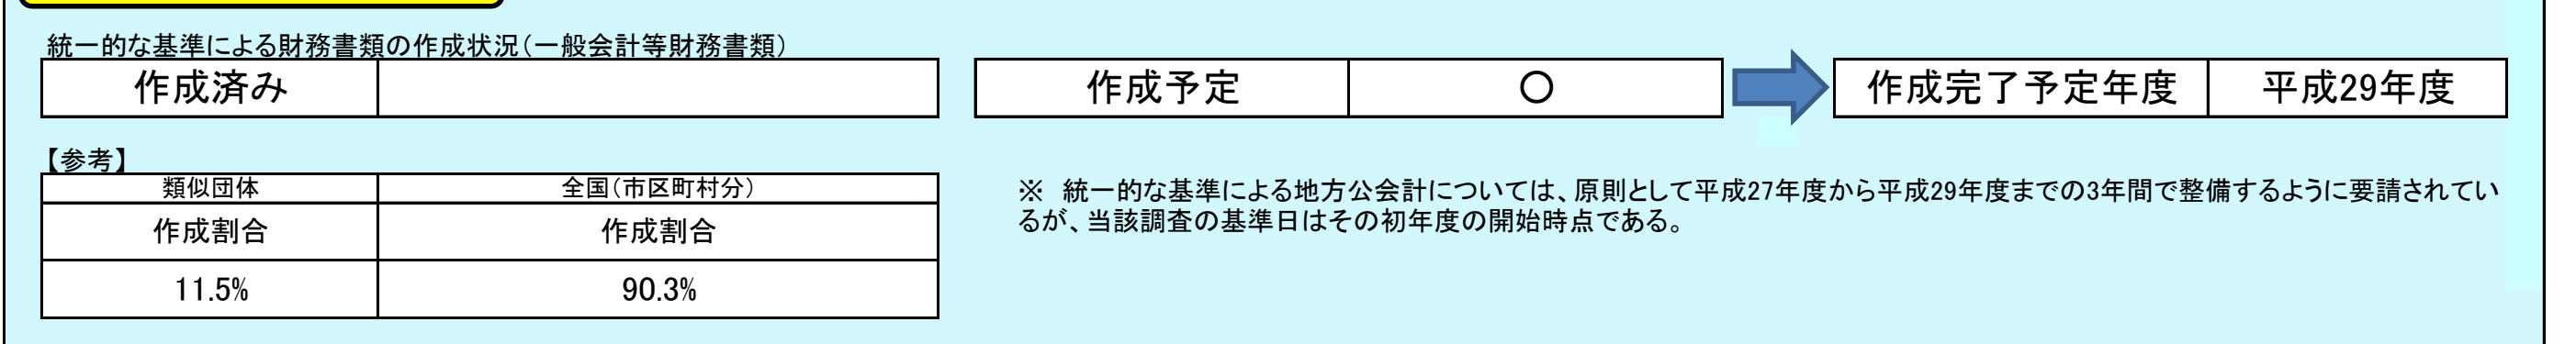 統一的な基準による財務書類の作成状況（一般会計等財務書類）
作成済み
作成予定 ○
作成完了予定年度 平成29年度
【参考】
類似団体 全国（市区町村分）
作成割合 作成割合
11.5% 90.3%
※ 統一的な基準による地方公会計については、原則として平成27年度から平成29年度までの3年間で整備するように要請されてい
るが、当該調査の基準日はその初年度の開始時点である。